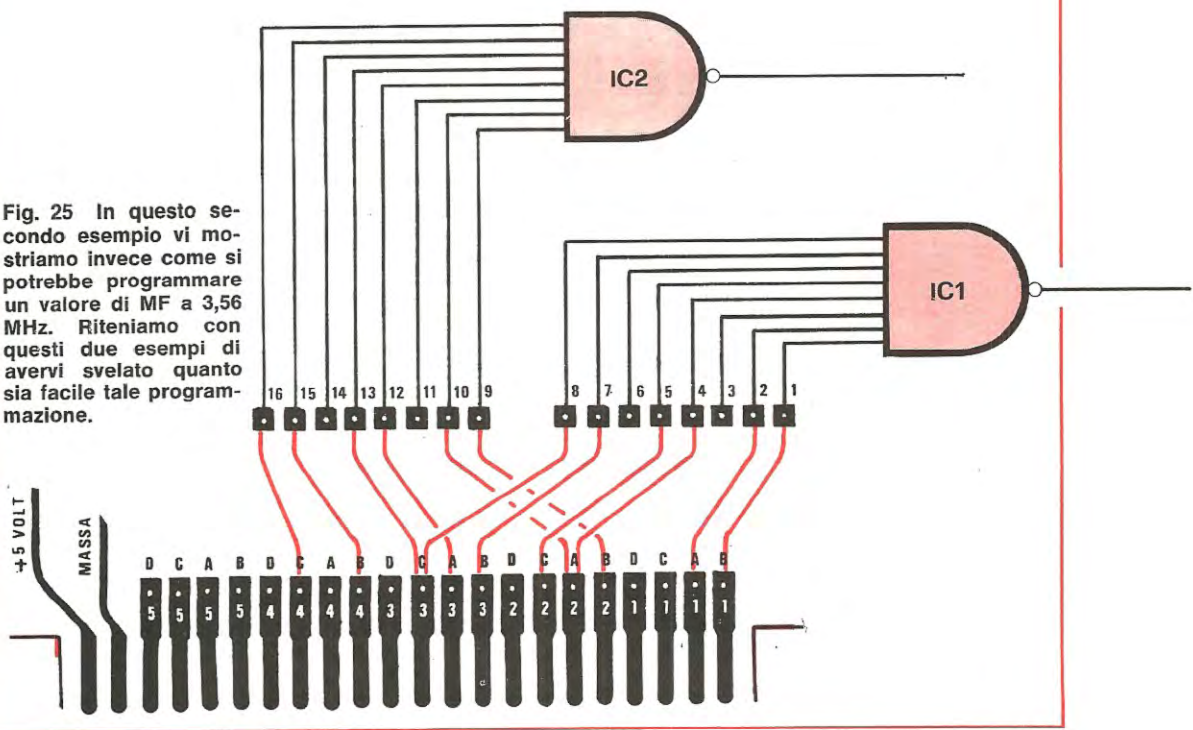 IC2
IC1
Fig. 25 In questo se-
condo esempio vi mo-
striamo invece come si
potrebbe programmare
un valore di MF a 3,56
MHz. Riteniamo con
questi due esempi di
avervi svelato quanto
sia facile tale program-
mazione.
16 15 14 13 12 11 10 9 8 7 6 5 4 3 2 1
+5 VOLT
MASSA
D C A B D C A B D C A B D C A B D C A B
5 5 5 5 4 4 4 4 3 3 3 3 2 2 2 2 1 1 1 1